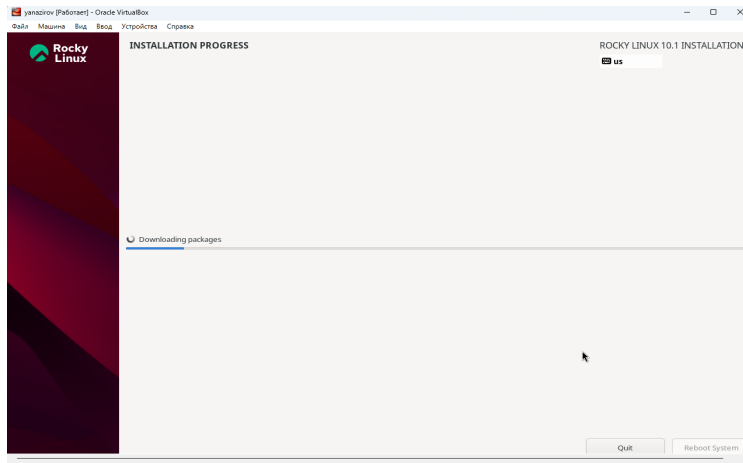 yanazirov [Работает] - Oracle VirtualBox
Файл Машина Вид Ввод Устройства Справка
Rocky
Linux
INSTALLATION PROGRESS
ROCKY LINUX 10.1 INSTALLATION
us
Downloading packages
Quit
Reboot System